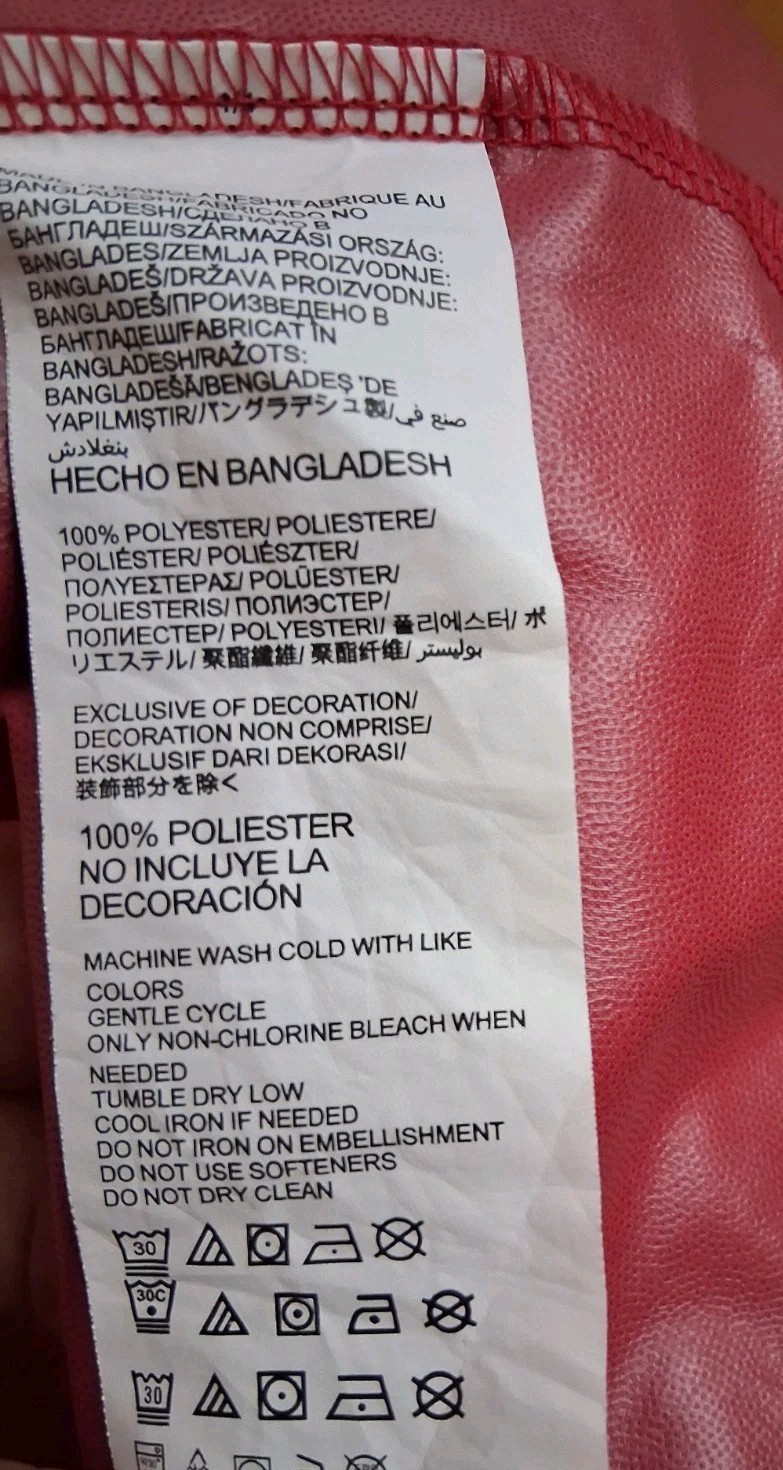 BANGLADESH/FABRIQUE AU
BANGLADESH/FABRICADO NO
BANGLADESH/СДЕЛАНО В
БАНГЛАДЕШ/SZÁRMAZÁSI ORSZÁG:
BANGLADES/ZEMLJA PROIZVODNJE:
BANGLADEŠ/DRŽAVA PROIZVODNJE:
BANGLADEŠ/ПРОИЗВЕДЕНО В
БАНГЛАДЕШ/FABRICAT ÎN
BANGLADESH/RAŽOTS:
BANGLADEŠĀ/BENGLADEŞ 'DE
YAPILMIŞTIR/バングラデシュ製/صنع في
بنغلادش
HECHO EN BANGLADESH
100% POLYESTER/ POLIESTERE/
POLIÉSTER/ POLIÉSZTER/
ΠΟΛΥΕΣΤΕΡΑΣ/ POLÜESTER/
POLIESTERIS/ ПОЛИЭСТЕР/
ПОЛИЕСТЕР/ POLYESTERI/ 폴리에스터/ ポ
リエステル/ 聚酯纖維/ 聚酯纤维/ بوليستر
EXCLUSIVE OF DECORATION/
DECORATION NON COMPRISE/
EKSKLUSIF DARI DEKORASI/
装飾部分を除く
100% POLIESTER
NO INCLUYE LA
DECORACIÓN
MACHINE WASH COLD WITH LIKE
COLORS
GENTLE CYCLE
ONLY NON-CHLORINE BLEACH WHEN
NEEDED
TUMBLE DRY LOW
COOL IRON IF NEEDED
DO NOT IRON ON EMBELLISHMENT
DO NOT USE SOFTENERS
DO NOT DRY CLEAN
30
30C
30